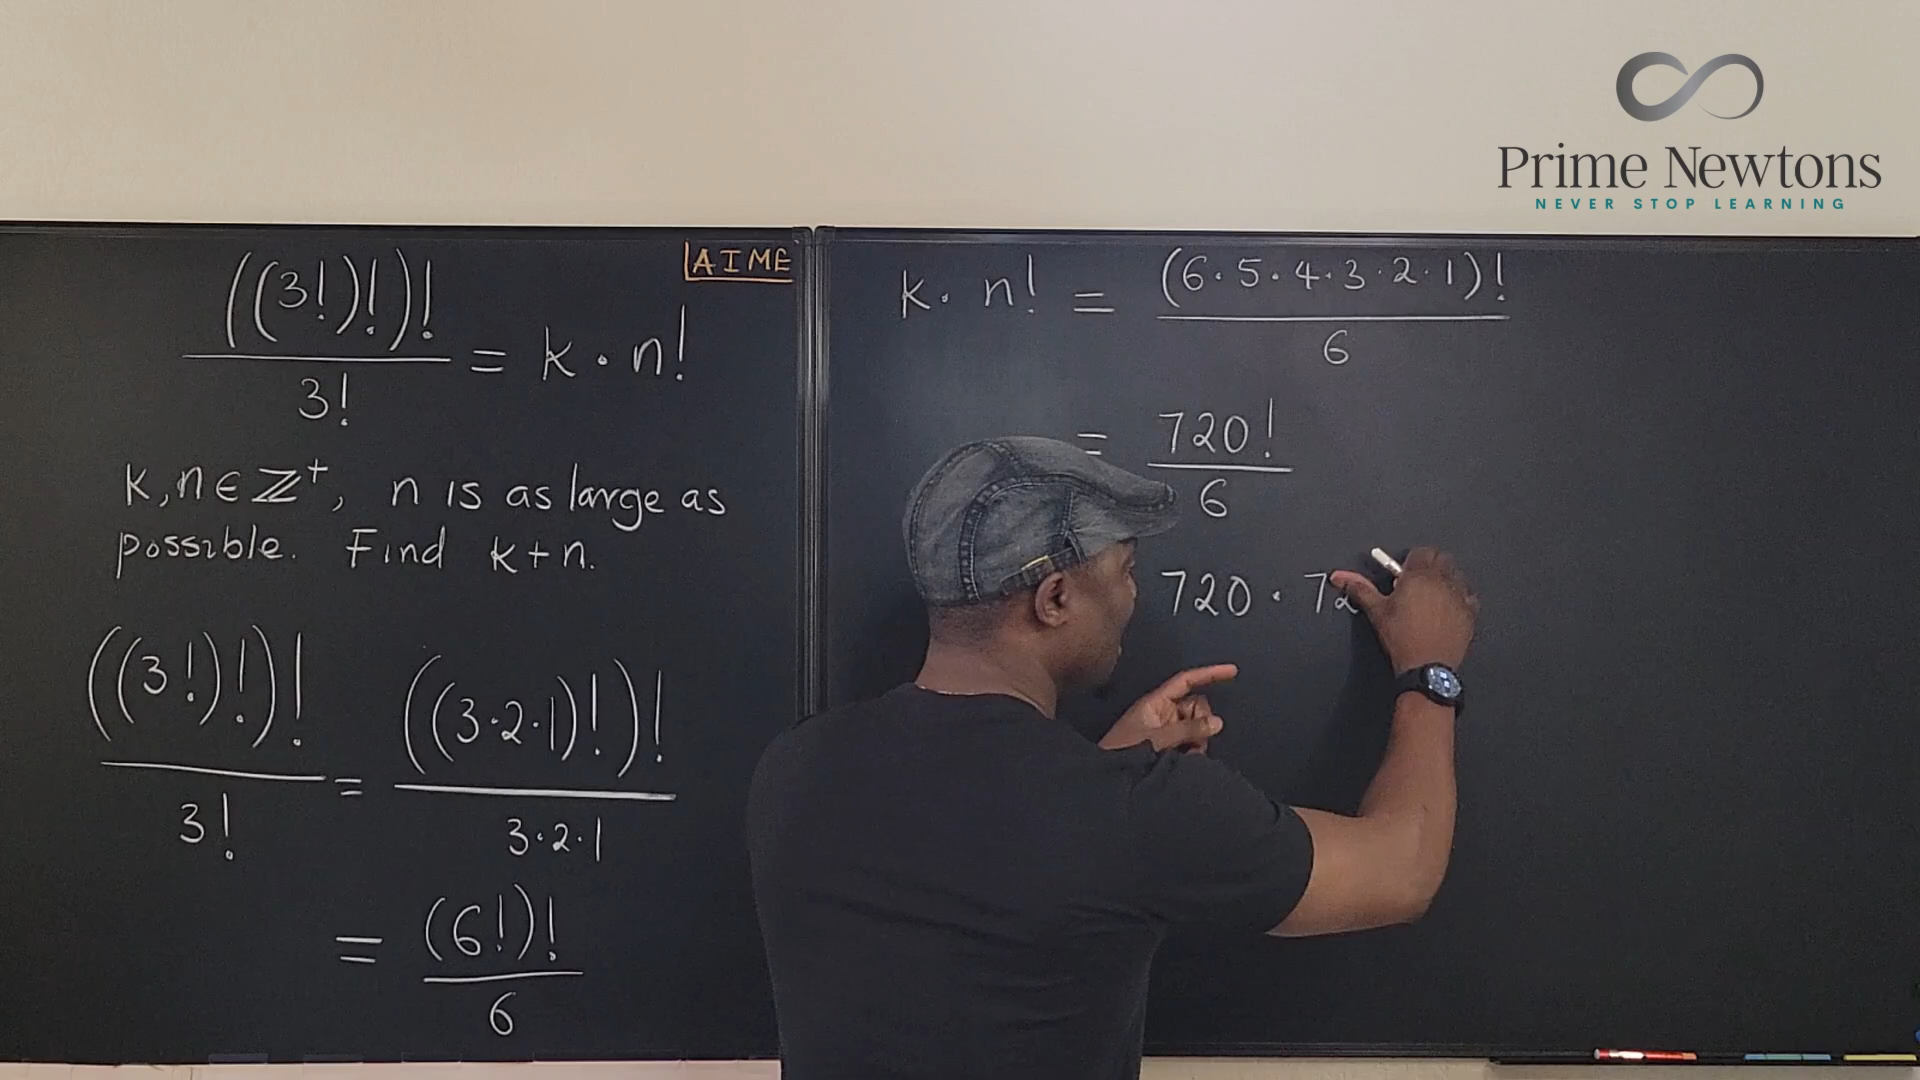 Prime Newtons
NEVER STOP LEARNING
AIME
((3!)!)! / 3! = k · n!
k, n ∈ ℤ⁺, n is as large as
possible. Find k + n.
((3!)!)! / 3! = ((3·2·1)!)! / 3·2·1
= (6!)! / 6
k · n! = (6·5·4·3·2·1)! / 6
= 720! / 6
720 · 72